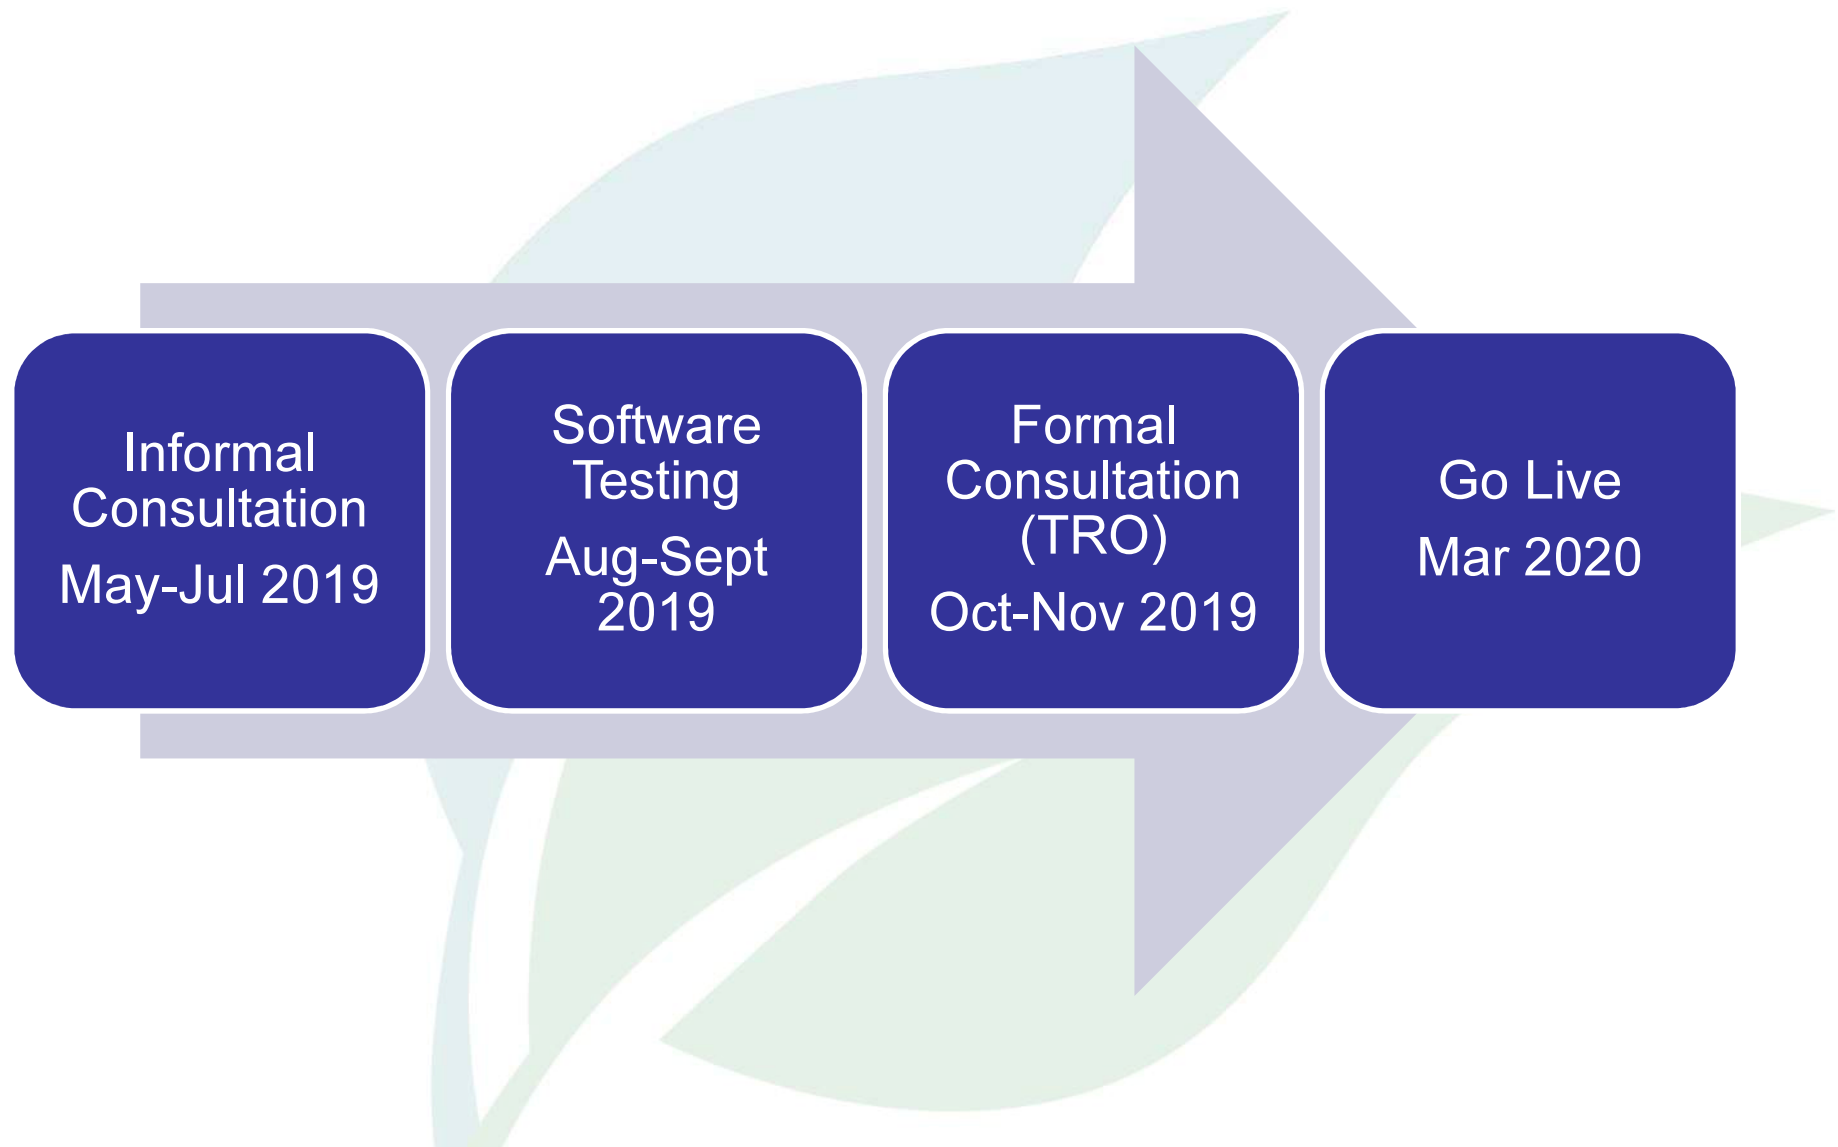 Informal
Consultation
May-Jul 2019
Software
Testing
Aug-Sept
2019
Formal
Consultation
(TRO)
Oct-Nov 2019
Go Live
Mar 2020